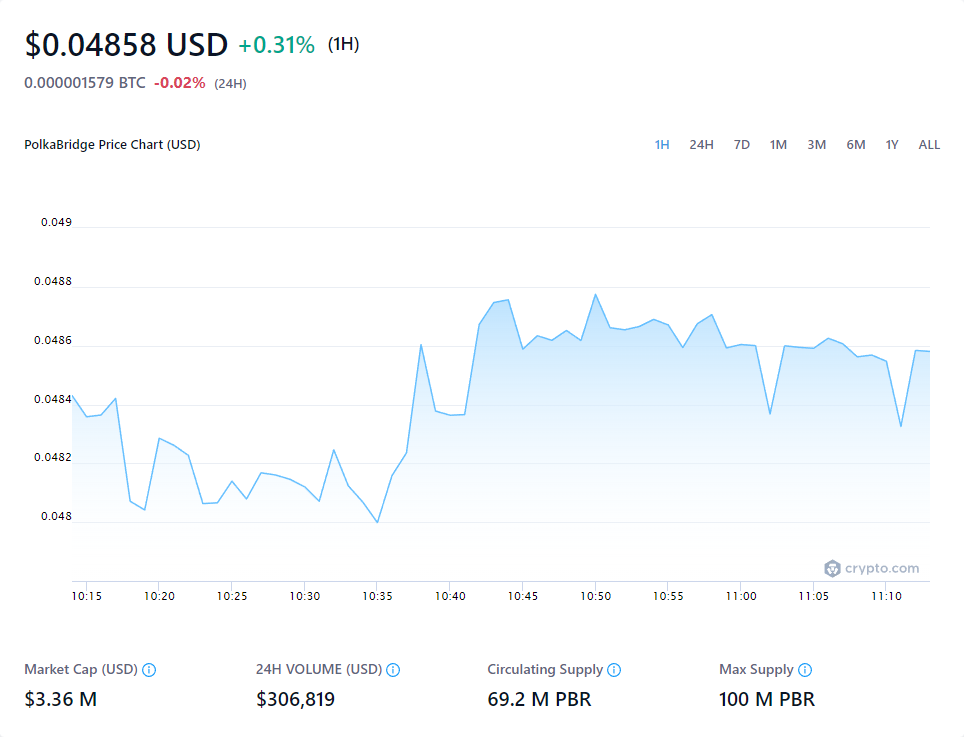 $0.04858 USD +0.31% (1H)
0.000001579 BTC -0.02% (24H)
PolkaBridge Price Chart (USD) 1H 24H 7D 1M 3M 6M 1Y ALL
0.049
0.0488
0.0486
0.0484
0.0482
0.048
crypto.com
10:15 10:20 10:25 10:30 10:35 10:40 10:45 10:50 10:55 11:00 11:05 11:10
Market Cap (USD) 24H VOLUME (USD) Circulating Supply Max Supply
$3.36 M $306,819 69.2 M PBR 100 M PBR